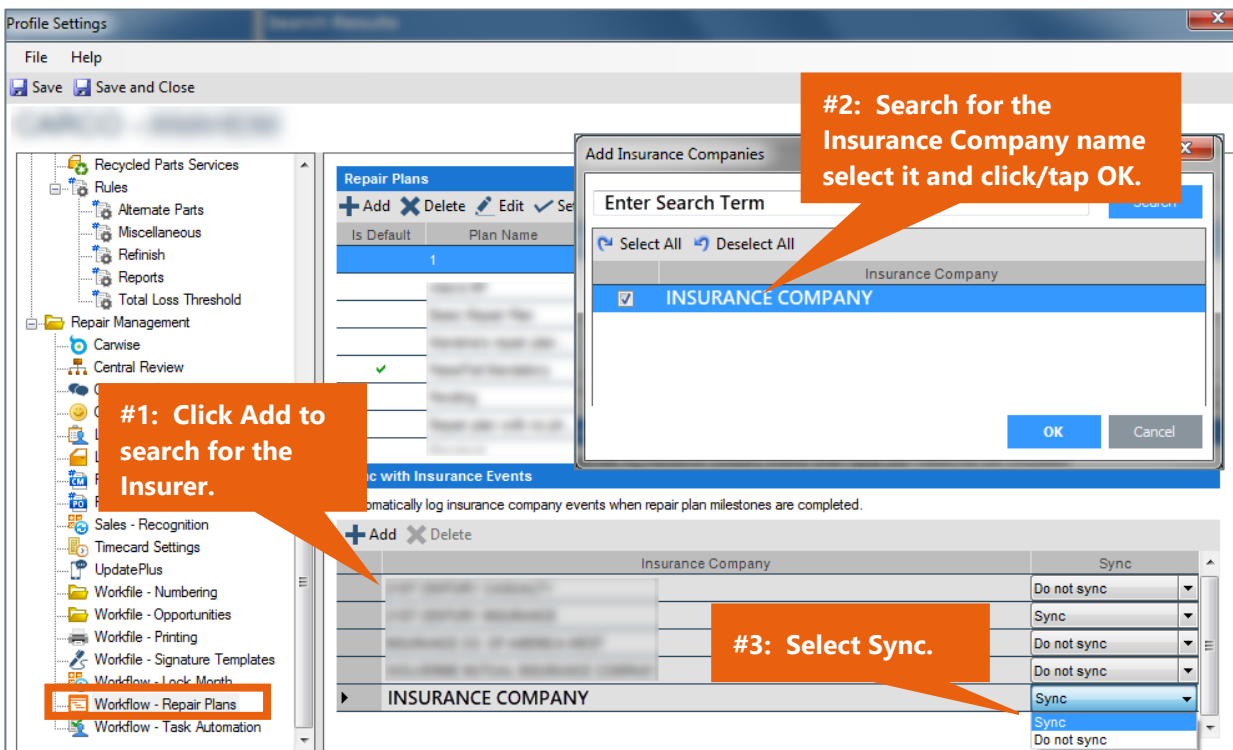 Profile Settings
File Help
Save Save and Close
Recycled Parts Services
Rules
Alternate Parts
Miscellaneous
Refinish
Reports
Total Loss Threshold
Repair Management
Carwise
Central Review
Sales - Recognition
Timecard Settings
UpdatePlus
Workfile - Numbering
Workfile - Opportunities
Workfile - Printing
Workfile - Signature Templates
Workflow - Lock Month
Workflow - Repair Plans
Workflow - Task Automation
#1: Click Add to
search for the
Insurer.
Repair Plans
Add Delete Edit
Is Default Plan Name
1
Add Insurance Companies
Enter Search Term
Search
Select All Deselect All
Insurance Company
INSURANCE COMPANY
OK Cancel
#2: Search for the
Insurance Company name
select it and click/tap OK.
with Insurance Events
log insurance company events when repair plan milestones are completed.
Add Delete
Insurance Company Sync
Do not sync
Sync
Do not sync
Do not sync
INSURANCE COMPANY Sync
Sync
Do not sync
#3: Select Sync.